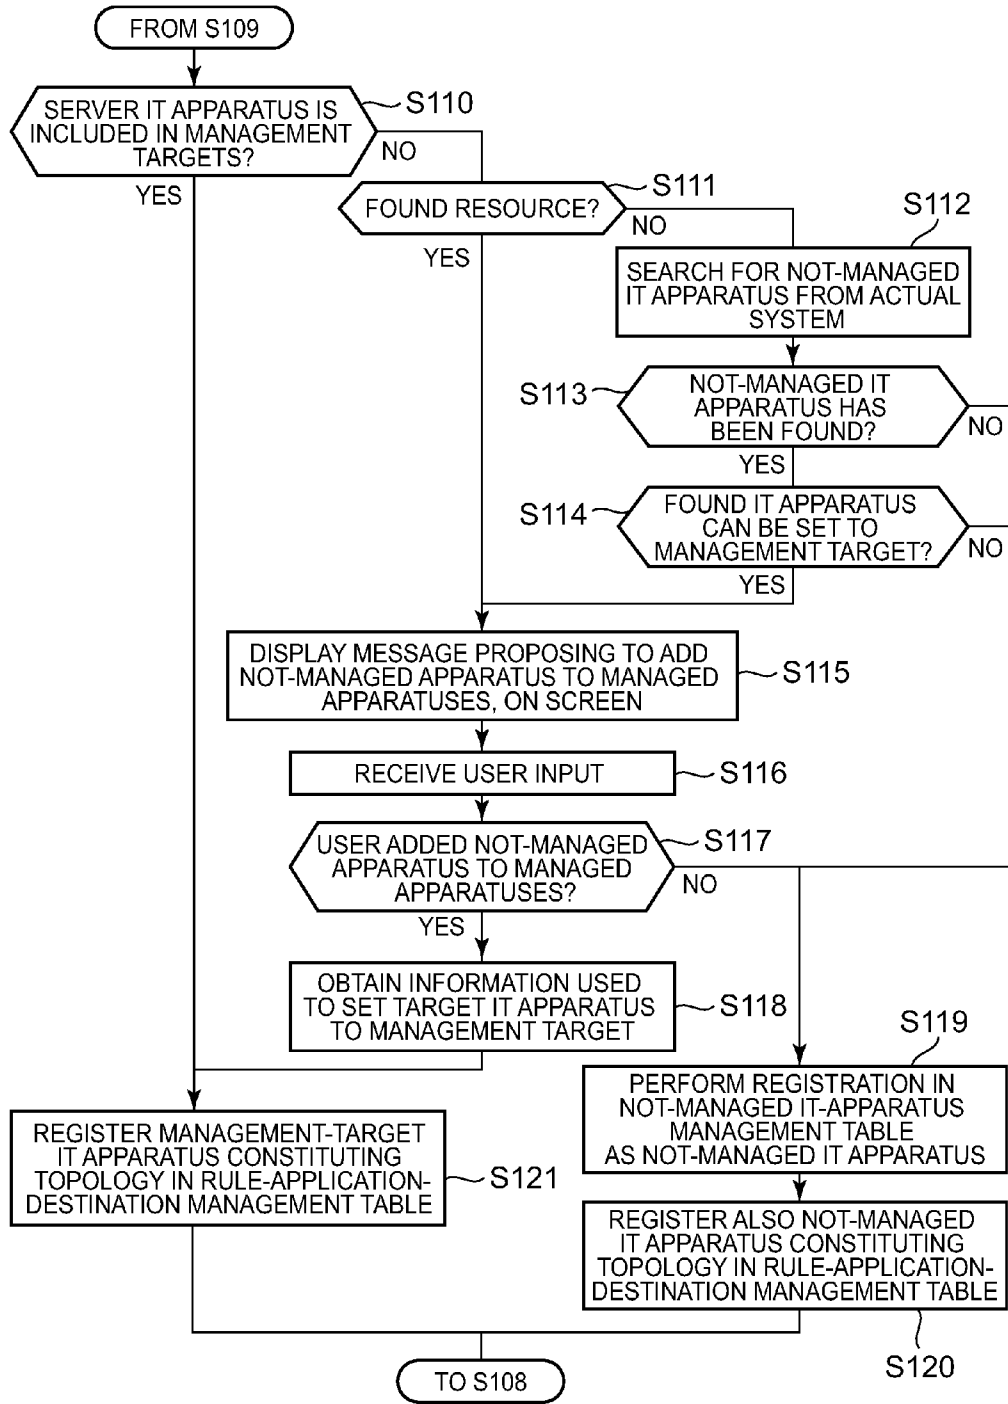 FROM S109
SERVER IT APPARATUS IS
INCLUDED IN MANAGEMENT
TARGETS?
S110
NO
YES
FOUND RESOURCE?
S111
NO
YES
S112
SEARCH FOR NOT-MANAGED
IT APPARATUS FROM ACTUAL
SYSTEM
S113
NOT-MANAGED IT
APPARATUS HAS
BEEN FOUND?
NO
YES
S114
FOUND IT APPARATUS
CAN BE SET TO
MANAGEMENT TARGET?
NO
YES
DISPLAY MESSAGE PROPOSING TO ADD
NOT-MANAGED APPARATUS TO MANAGED
APPARATUSES, ON SCREEN
S115
RECEIVE USER INPUT
S116
USER ADDED NOT-MANAGED
APPARATUS TO MANAGED
APPARATUSES?
S117
NO
YES
OBTAIN INFORMATION USED
TO SET TARGET IT APPARATUS
TO MANAGEMENT TARGET
S118
S119
PERFORM REGISTRATION IN
NOT-MANAGED IT-APPARATUS
MANAGEMENT TABLE
AS NOT-MANAGED IT APPARATUS
REGISTER MANAGEMENT-TARGET
IT APPARATUS CONSTITUTING
TOPOLOGY IN RULE-APPLICATION-
DESTINATION MANAGEMENT TABLE
S121
REGISTER ALSO NOT-MANAGED
IT APPARATUS CONSTITUTING
TOPOLOGY IN RULE-APPLICATION-
DESTINATION MANAGEMENT TABLE
S120
TO S108